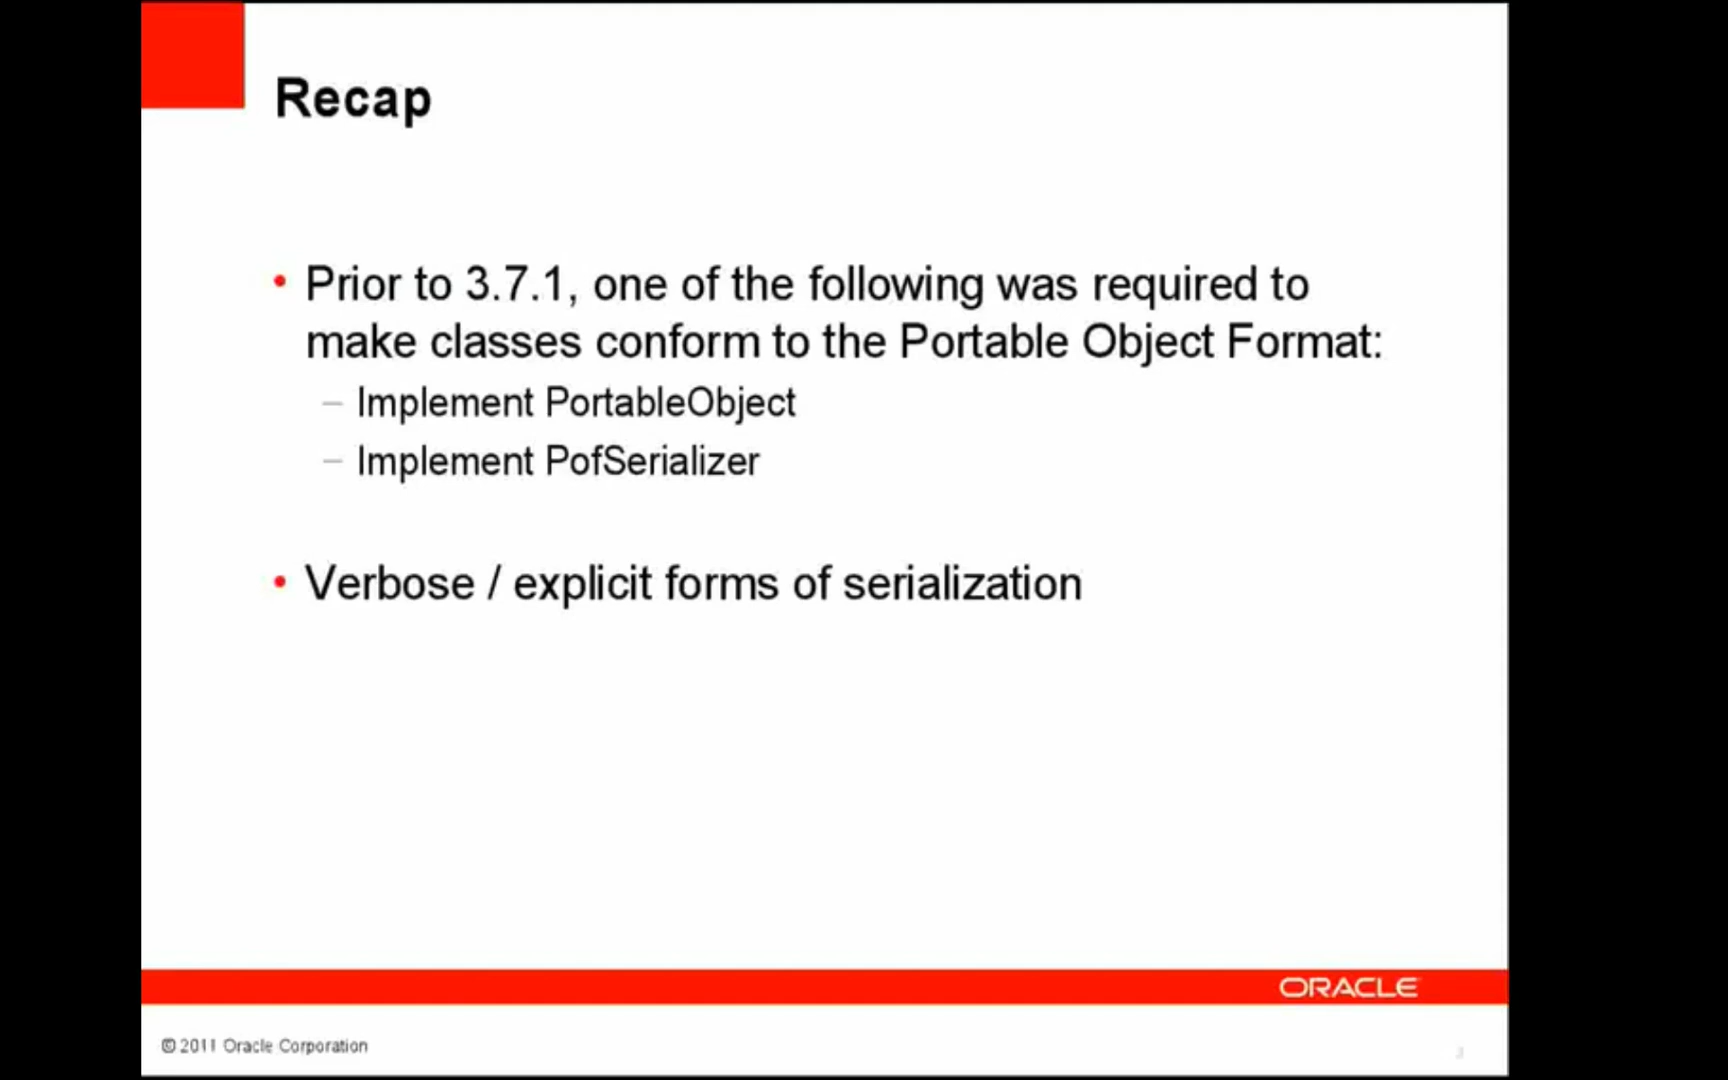 Recap
• Prior to 3.7.1, one of the following was required to
make classes conform to the Portable Object Format:
– Implement PortableObject
– Implement PofSerializer
• Verbose / explicit forms of serialization
ORACLE
© 2011 Oracle Corporation